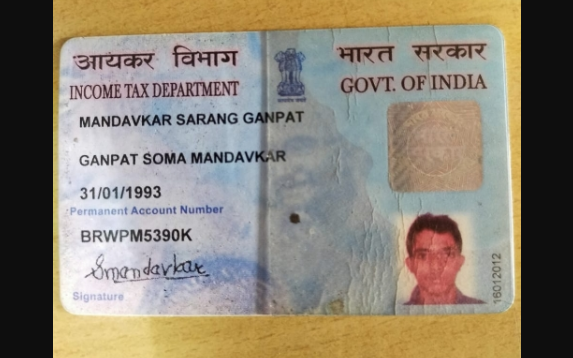 आयकर विभाग
भारत सरकार
INCOME TAX DEPARTMENT
GOVT. OF INDIA
MANDAVKAR SARANG GANPAT
GANPAT SOMA MANDAVKAR
31/01/1993
Permanent Account Number
BRWPM5390K
Smandavkar
Signature
16012012